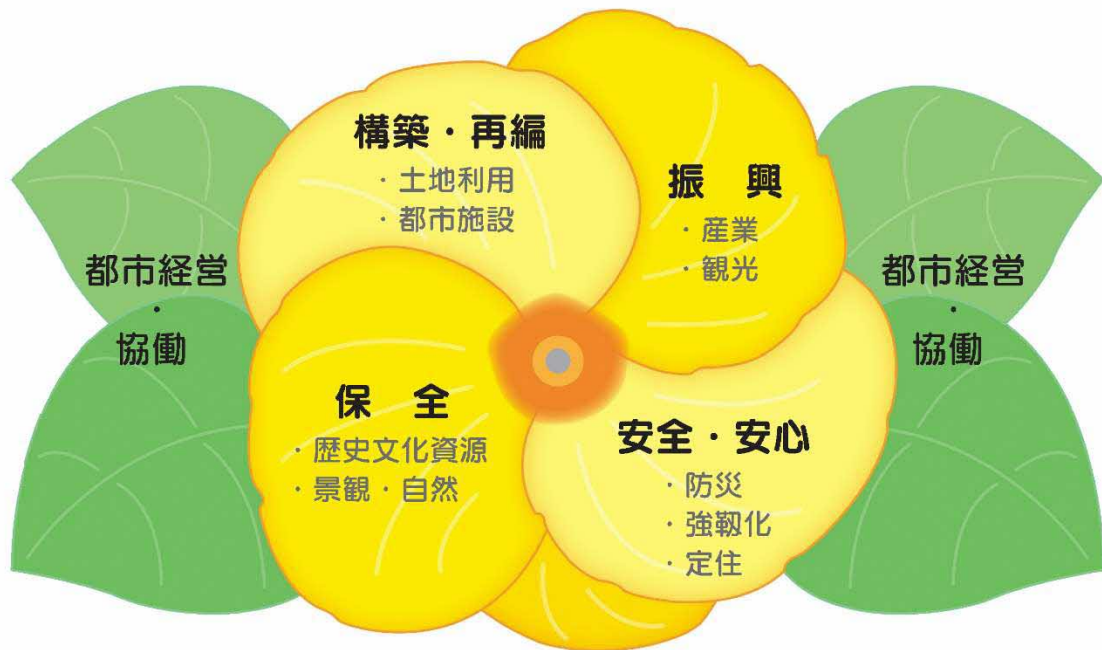 構築・再編
・土地利用
・都市施設
振 興
・産業
・観光
都市経営
・
協働
都市経営
・
協働
保 全
・歴史文化資源
・景観・自然
安全・安心
・防災
・強靱化
・定住